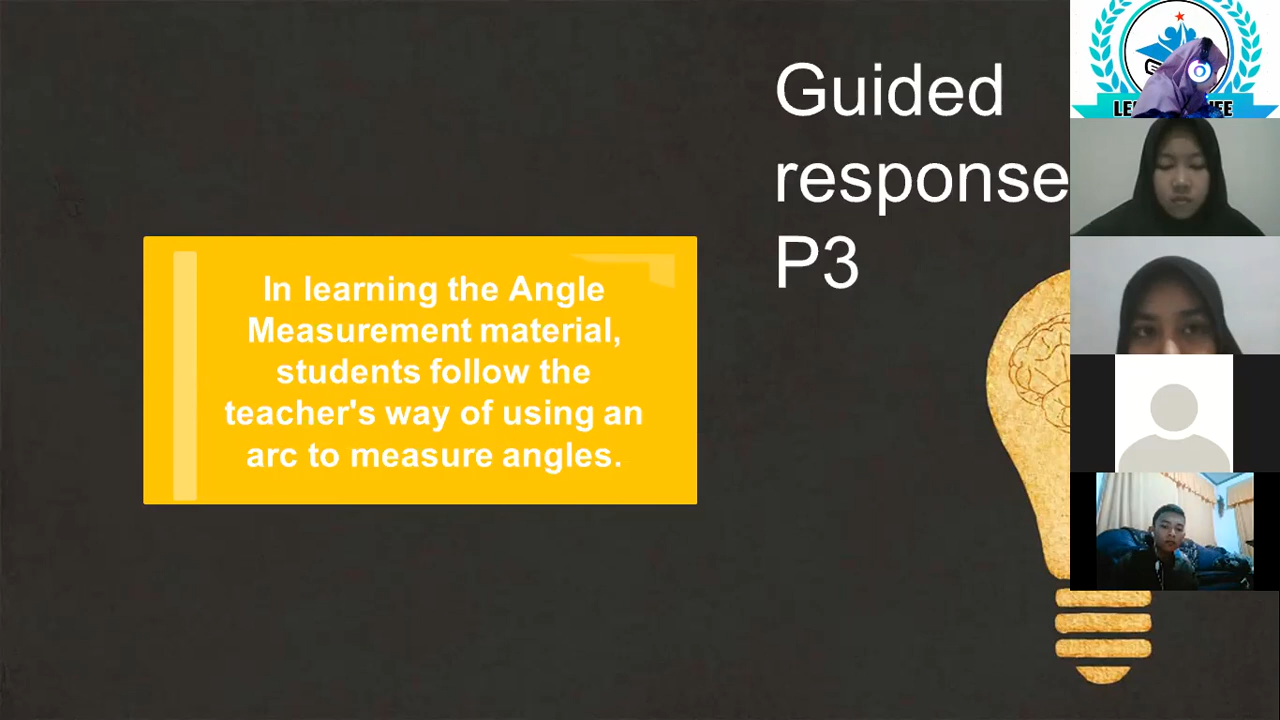 Guided
response
P3
In learning the Angle
Measurement material,
students follow the
teacher's way of using an
arc to measure angles.